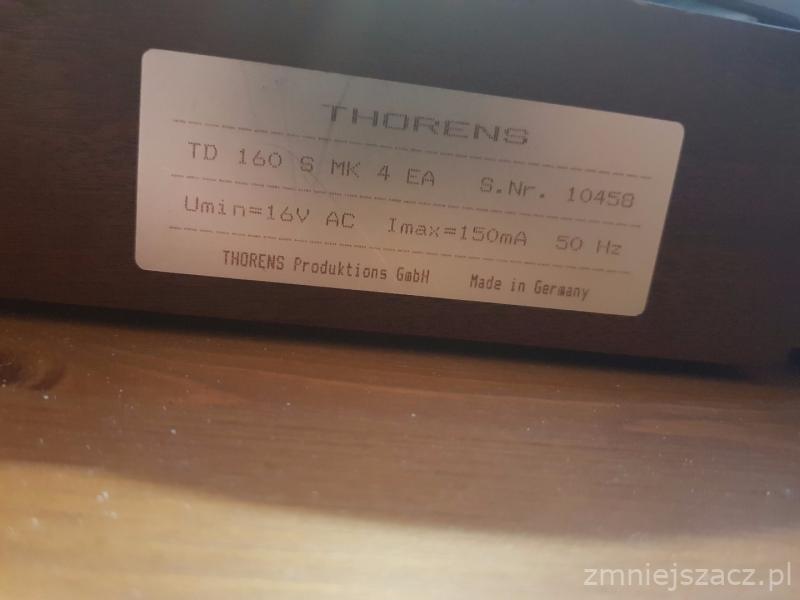 THORENS
TD 160 S MK 4 EA S.Nr. 10458
Umin=16V AC Imax=150mA 50 Hz
THORENS Produktions GmbH Made in Germany
zmniejszacz.pl